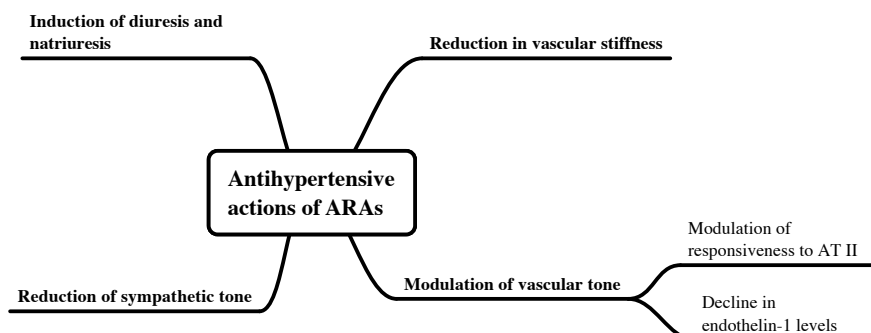 Induction of diuresis and
natriuresis
Reduction in vascular stiffness
Antihypertensive
actions of ARAs
Modulation of
responsiveness to AT II
Modulation of vascular tone
Reduction of sympathetic tone
Decline in
endothelin-1 levels